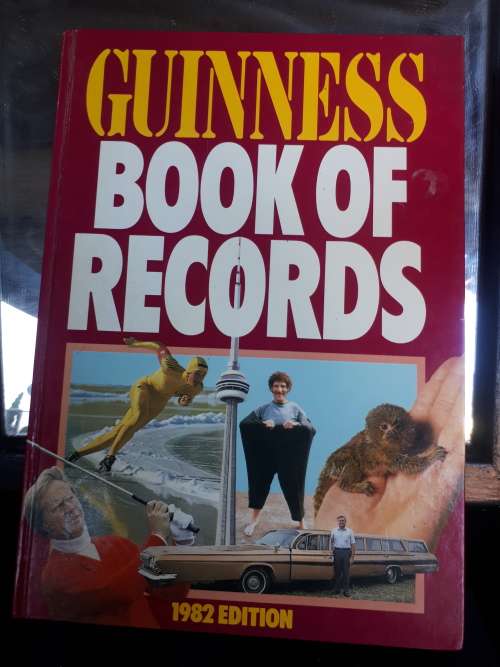 GUINNESS
BOOK OF
RECORDS
1982 EDITION